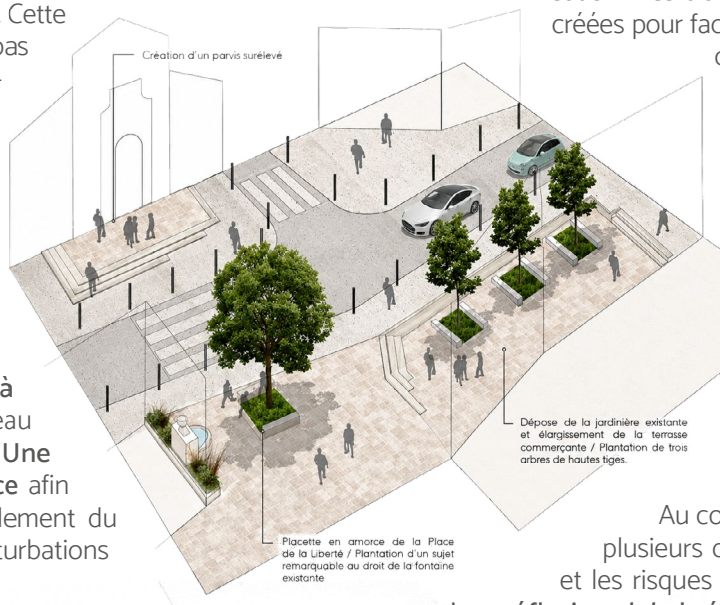 Cette
pas
créées pour fac
Création d'un parvis surélevé
à
eau
Une
ce afin
lement du
turbations
Dépose de la jardinière existante
et élargissement de la terrasse
commerçante / Plantation de trois
arbres de hautes tiges.
Placette en amorce de la Place
de la Liberté / Plantation d'un sujet
remarquable au droit de la fontaine
existante
Au co
plusieurs
et les risques